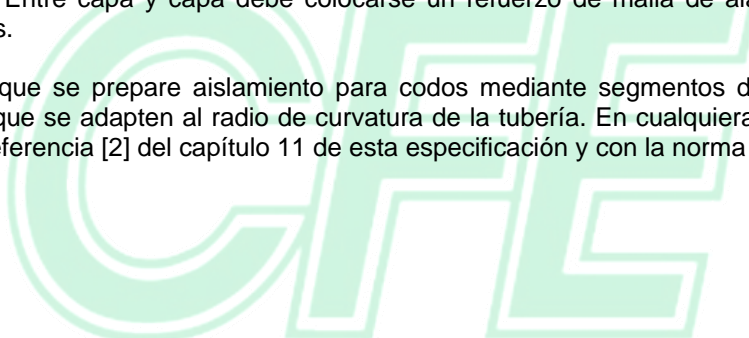 Entre capa y capa debe colocarse un refuerzo de malla de
s.
que se prepare aislamiento para codos mediante segmentos d
que se adapten al radio de curvatura de la tubería. En cualquiera
eferencia [2] del capítulo 11 de esta especificación y con la norma
CFE